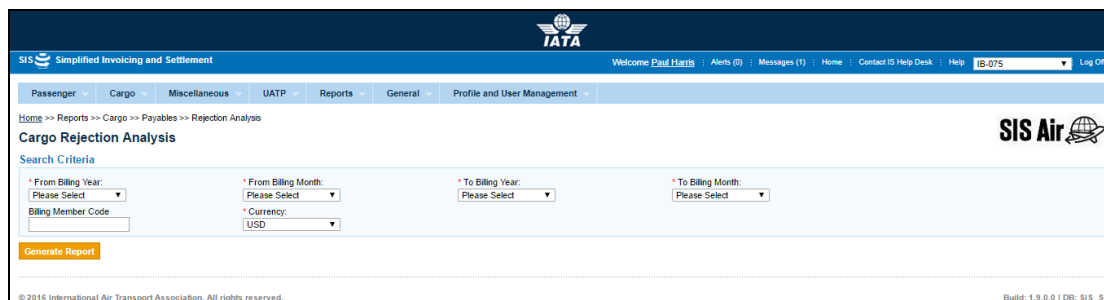 IATA
SIS Simplified Invoicing and Settlement
Welcome Paul Harris | Alerts (0) | Messages (1) | Home | Contact IS Help Desk | Help IB-075 Log Off
Passenger Cargo Miscellaneous UATP Reports General Profile and User Management
Home >> Reports >> Cargo >> Payables >> Rejection Analysis
Cargo Rejection Analysis
SIS Air
Search Criteria
* From Billing Year: * From Billing Month: * To Billing Year: * To Billing Month:
Please Select Please Select Please Select Please Select
Billing Member Code * Currency:
USD
Generate Report
© 2016 International Air Transport Association. All rights reserved. Build: 1.9.0.0 | DB: SIS_S